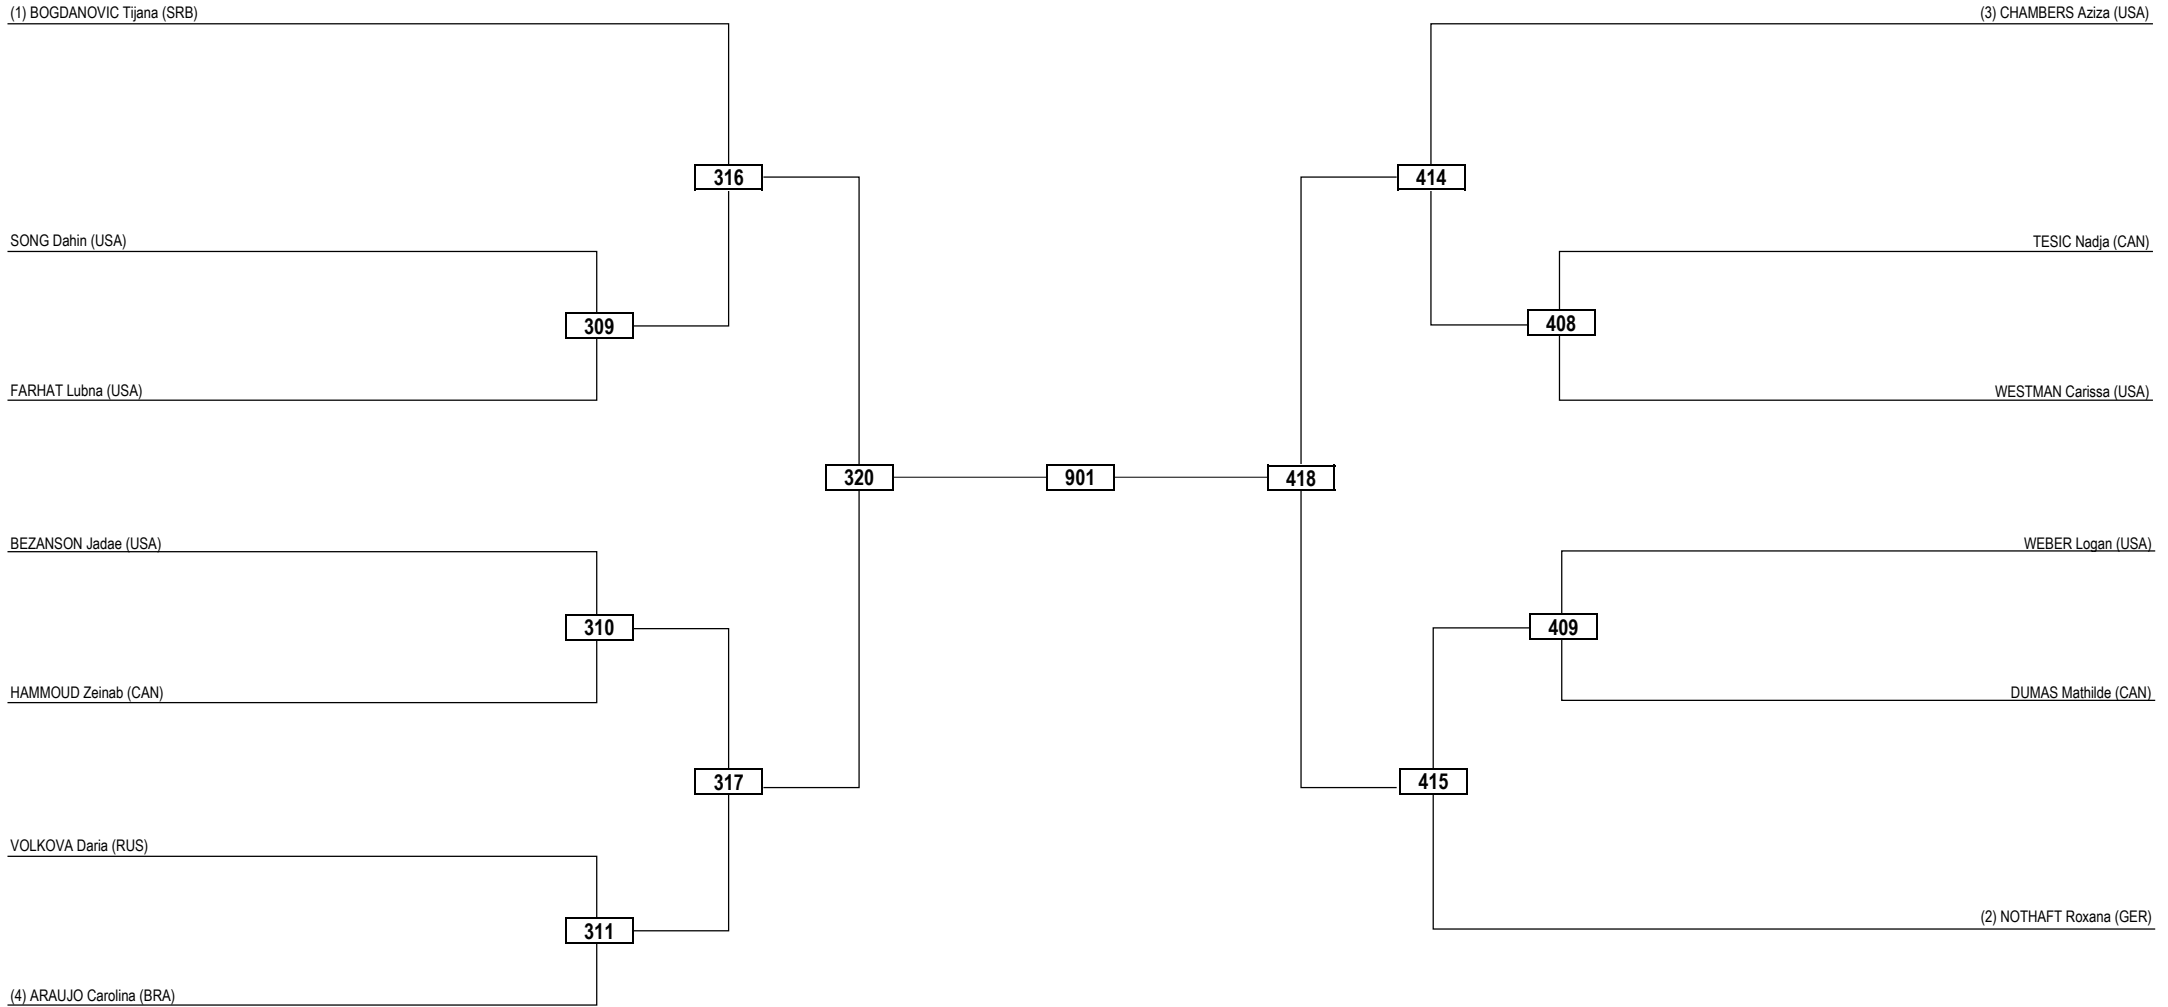 (1) BOGDANOVIC Tijana (SRB)
(3) CHAMBERS Aziza (USA)
316
414
SONG Dahin (USA)
TESIC Nadja (CAN)
309
408
FARHAT Lubna (USA)
WESTMAN Carissa (USA)
320
901
418
BEZANSON Jadae (USA)
WEBER Logan (USA)
310
409
HAMMOUD Zeinab (CAN)
DUMAS Mathilde (CAN)
317
415
VOLKOVA Daria (RUS)
(2) NOTHAFT Roxana (GER)
311
(4) ARAUJO Carolina (BRA)